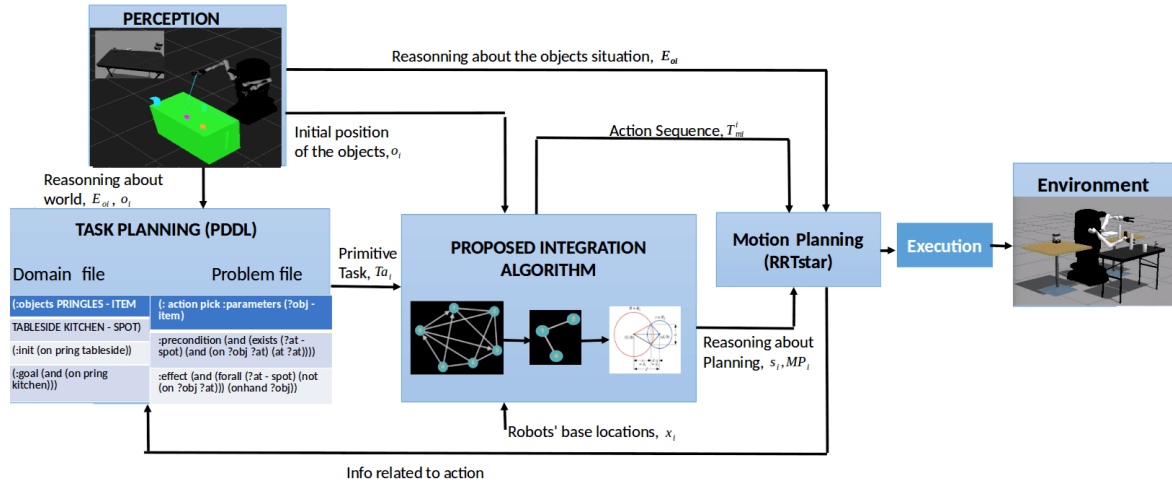 PERCEPTION
Reasonning about the objects situation, E_oi
Initial position
of the objects, o_i
Action Sequence, T^i_mi
Reasonning about
world, E_oi, o_i
TASK PLANNING (PDDL)
Domain file
Problem file
(:objects PRINGLES - ITEM
TABLESIDE KITCHEN - SPOT)
(:init (on pring tableside))
(:goal (and (on pring
kitchen)))
(: action pick :parameters (?obj -
item)
:precondition (and (exists (?at -
spot) (and (on ?obj ?at) (at ?at))))
:effect (and (forall (?at - spot) (not
(on ?obj ?at))) (onhand ?obj))
Primitive
Task, Ta_i
PROPOSED INTEGRATION
ALGORITHM
Robots' base locations, x_i
Motion Planning
(RRTstar)
Reasoning about
Planning, s_i, MP_i
Execution
Environment
Info related to action